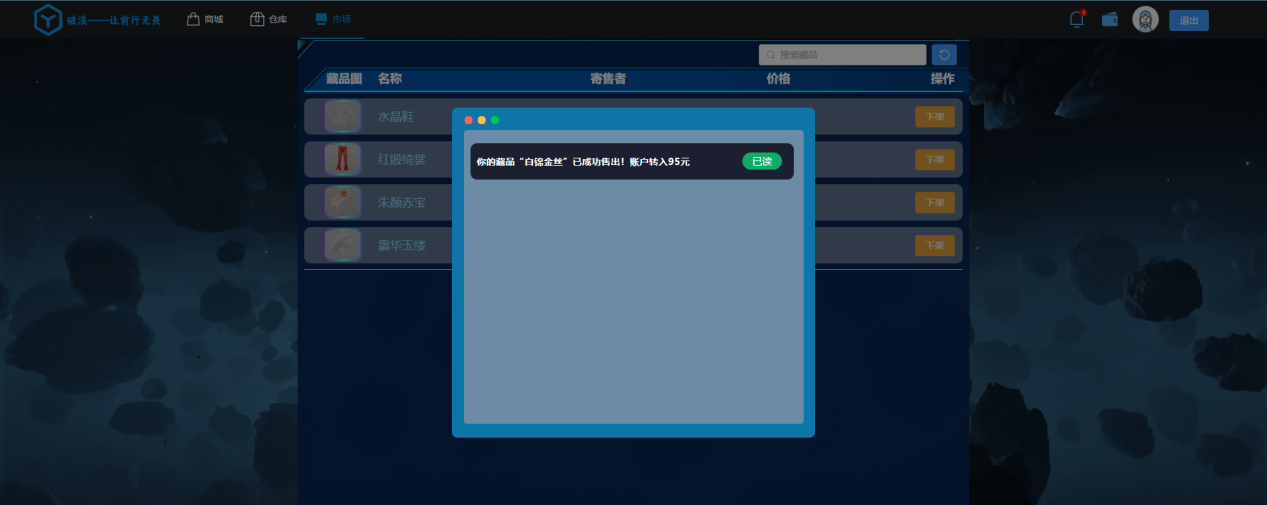 破浪——让前行无畏
商城
仓库
市场
1
退出
搜索藏品
藏品图 名称 寄售者 价格 操作
水晶鞋 下架
红锻绮裳 下架
朱颜赤宝 下架
霜华玉缕 下架
你的藏品“白锦金丝”已成功售出！账户转入95元 已读